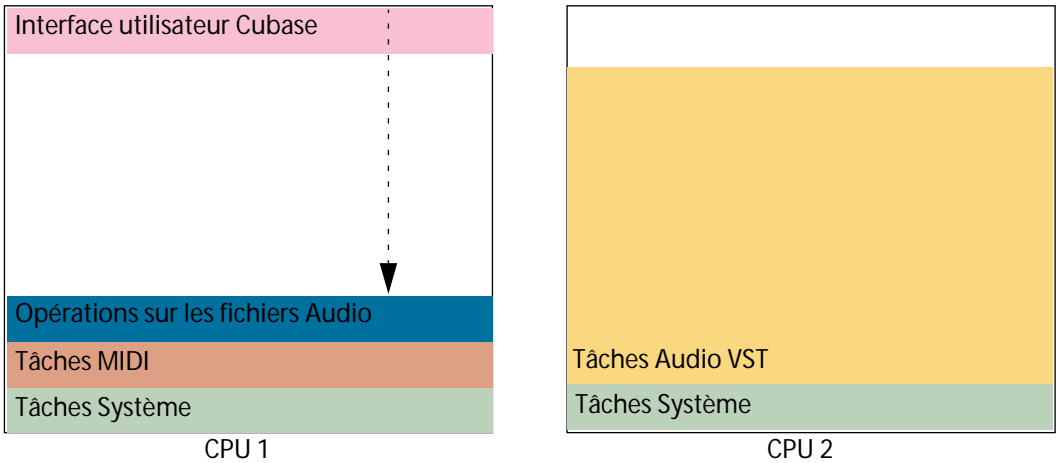 Interface utilisateur Cubase
Opérations sur les fichiers Audio
Tâches MIDI
Tâches Système
CPU 1
Tâches Audio VST
Tâches Système
CPU 2